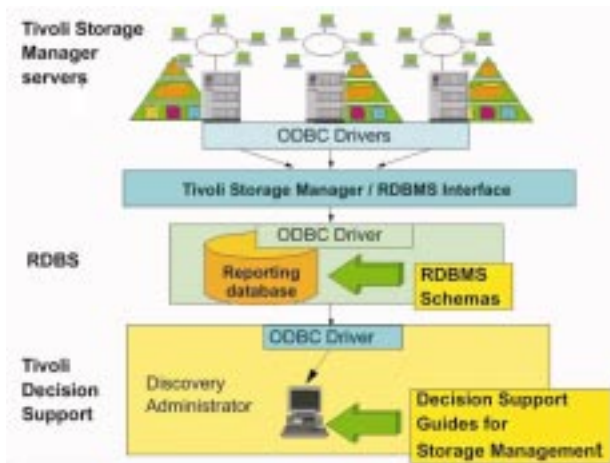 Tivoli Storage
Manager
servers
ODBC Drivers
Tivoli Storage Manager / RDBMS Interface
ODBC Driver
RDBS
Reporting
database
RDBMS
Schemas
ODBC Driver
Tivoli
Decision
Support
Discovery
Administrator
Decision Support
Guides for
Storage Management